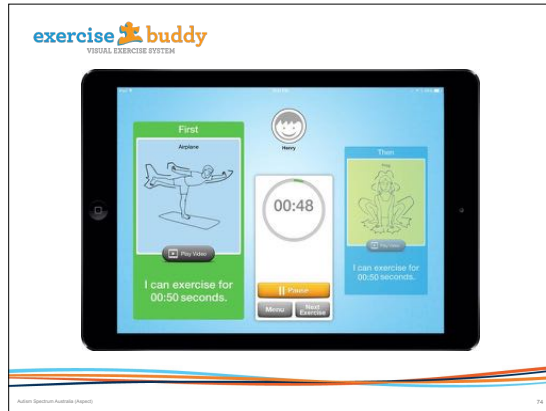 exercise buddy
VISUAL EXERCISE SYSTEM
First
Airplane
Play Video
I can exercise for
00:50 seconds.
Henry
00:48
Pause
Menu
Next
Exercise
Then
Frog
Play Video
I can exercise for
00:50 seconds.
Autism Spectrum Australia (Aspect)
74